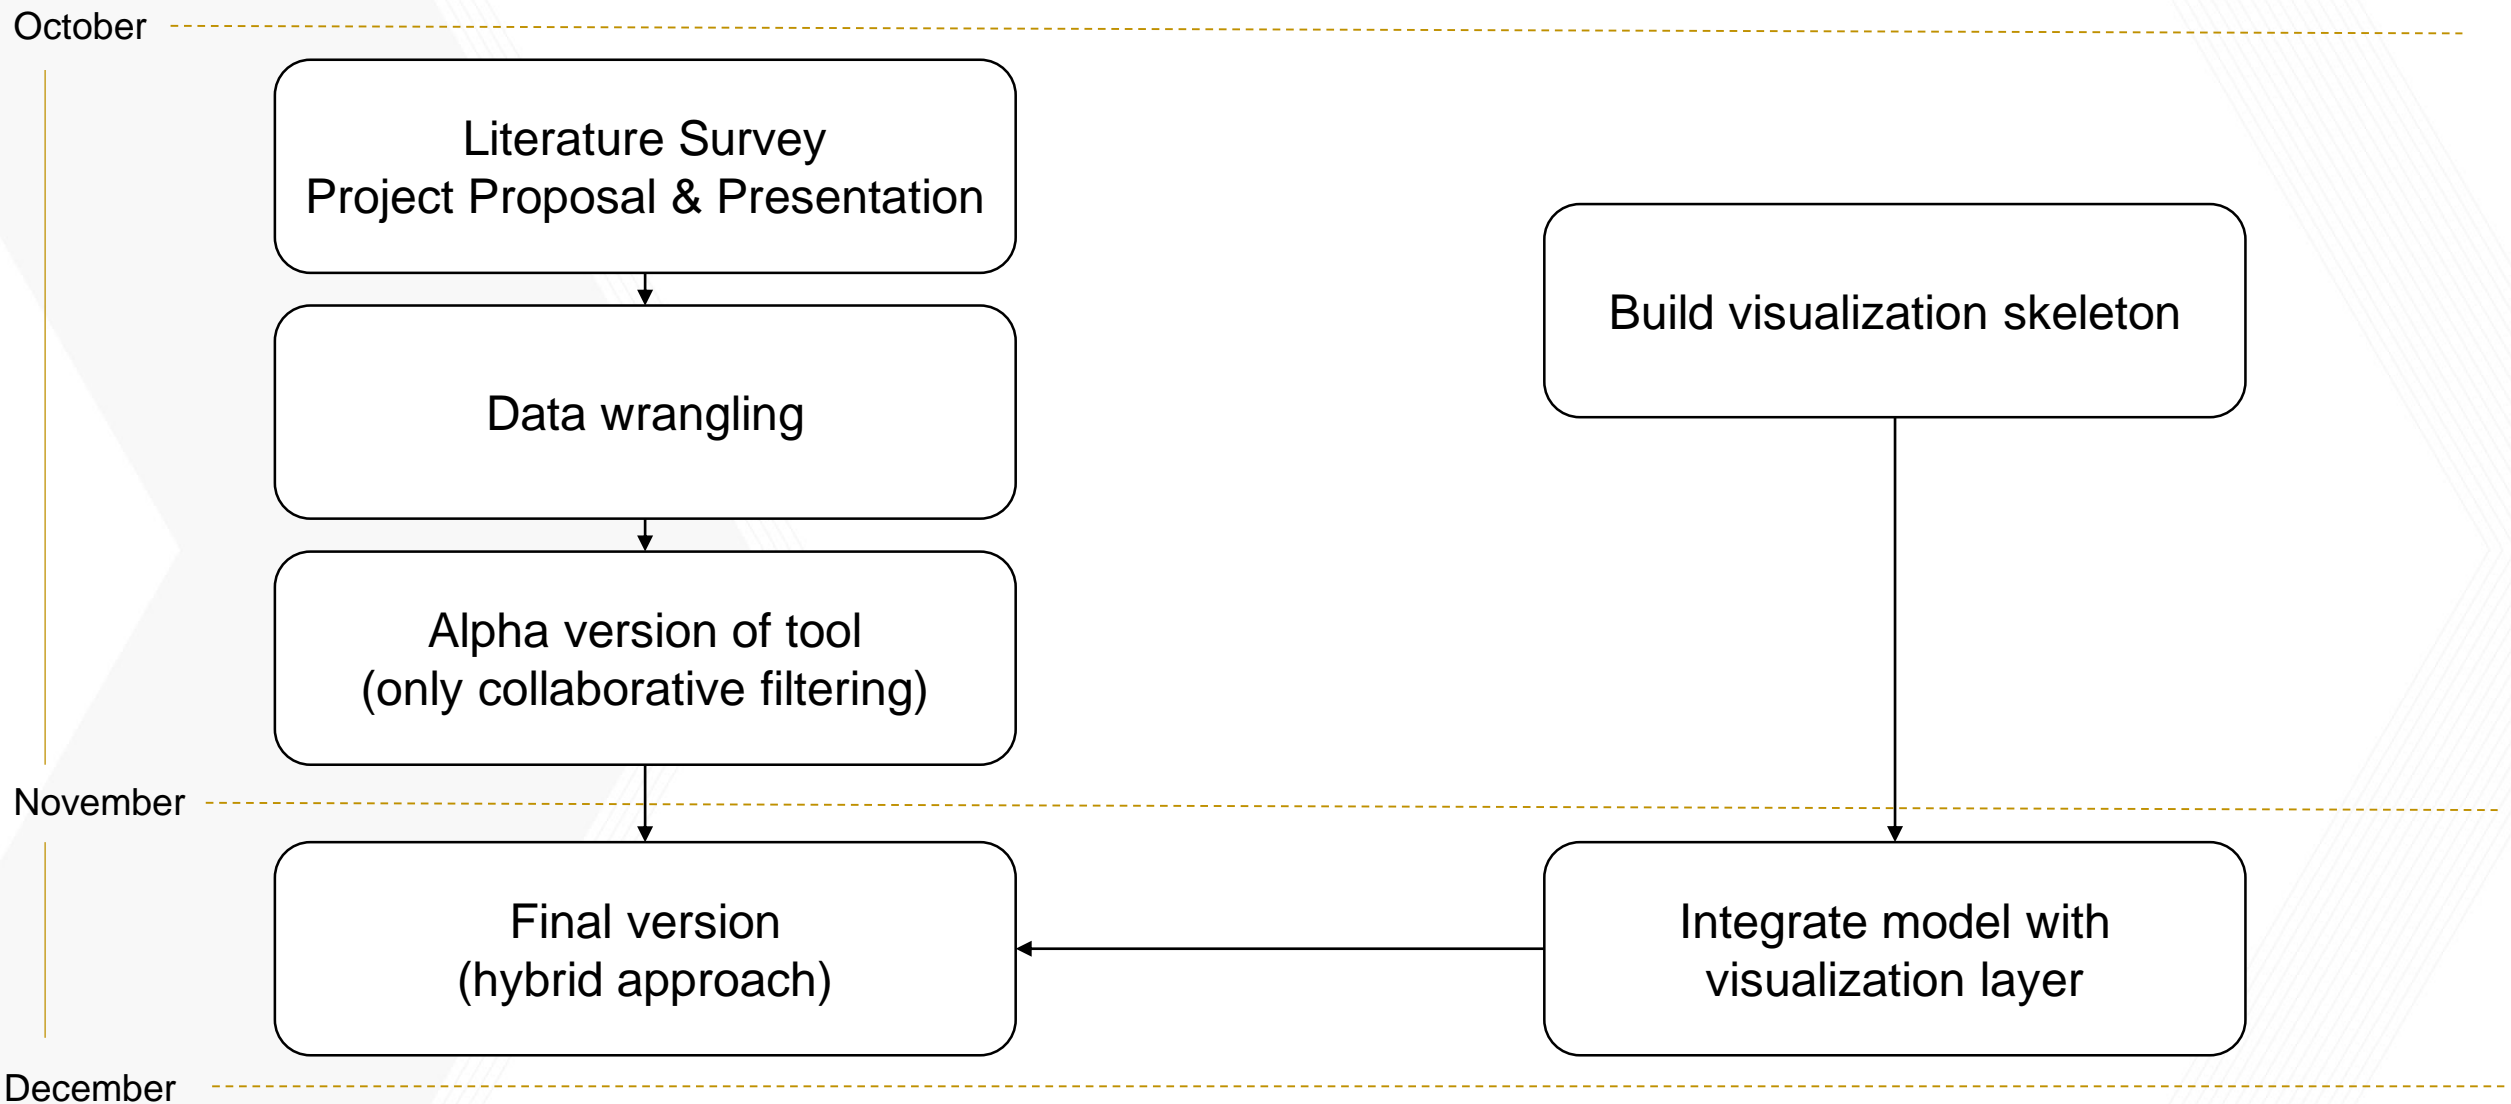 October
Literature Survey
Project Proposal & Presentation
Build visualization skeleton
Data wrangling
Alpha version of tool
(only collaborative filtering)
November
Final version
(hybrid approach)
Integrate model with
visualization layer
December